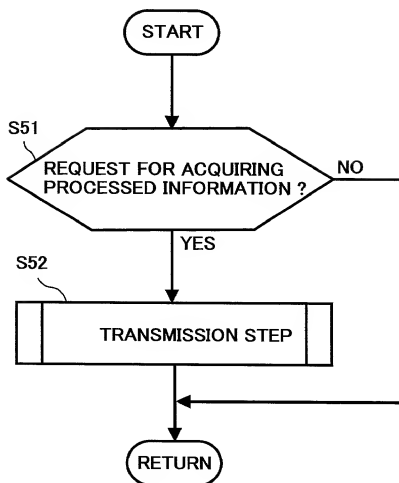 START
S51
REQUEST FOR ACQUIRING
PROCESSED INFORMATION ?
NO
YES
S52
TRANSMISSION STEP
RETURN